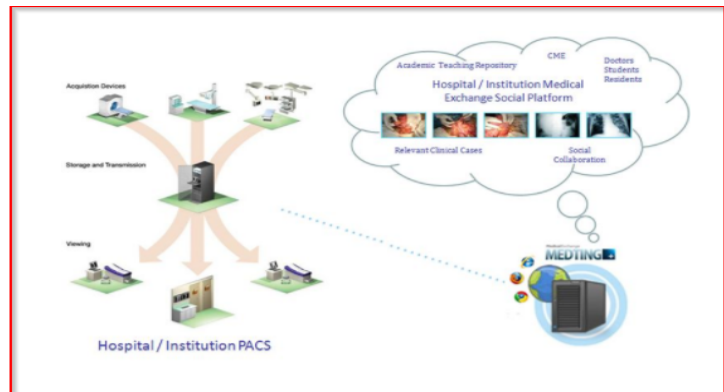 Acquisition Devices
Storage and Transmission
Viewing
Hospital / Institution PACS
Academic Teaching Repository
CME
Doctors
Students
Residents
Hospital / Institution Medical
Exchange Social Platform
Relevant Clinical Cases
Social
Collaboration
MedicalExchange
MEDTING